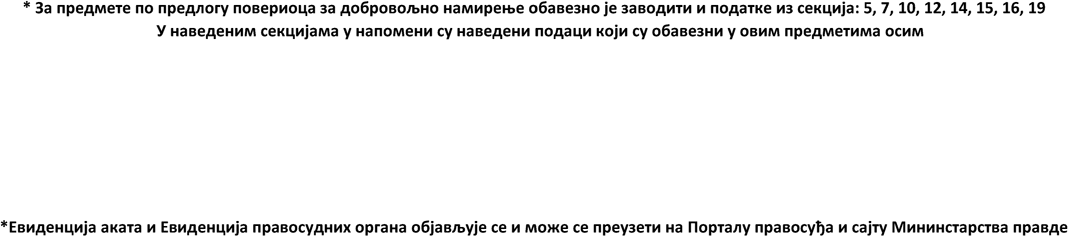 * За предмете по предлогу повериоца за добровољно намирење обавезно је заводити и податке из секција: 5, 7, 10, 12, 14, 15, 16, 19
У наведеним секцијама у напомени су наведени подаци који су обавезни у овим предметима осим
*Евиденција аката и Евиденција правосудних органа објављује се и може се преузети на Порталу правосуђа и сајту Мининстарства правде